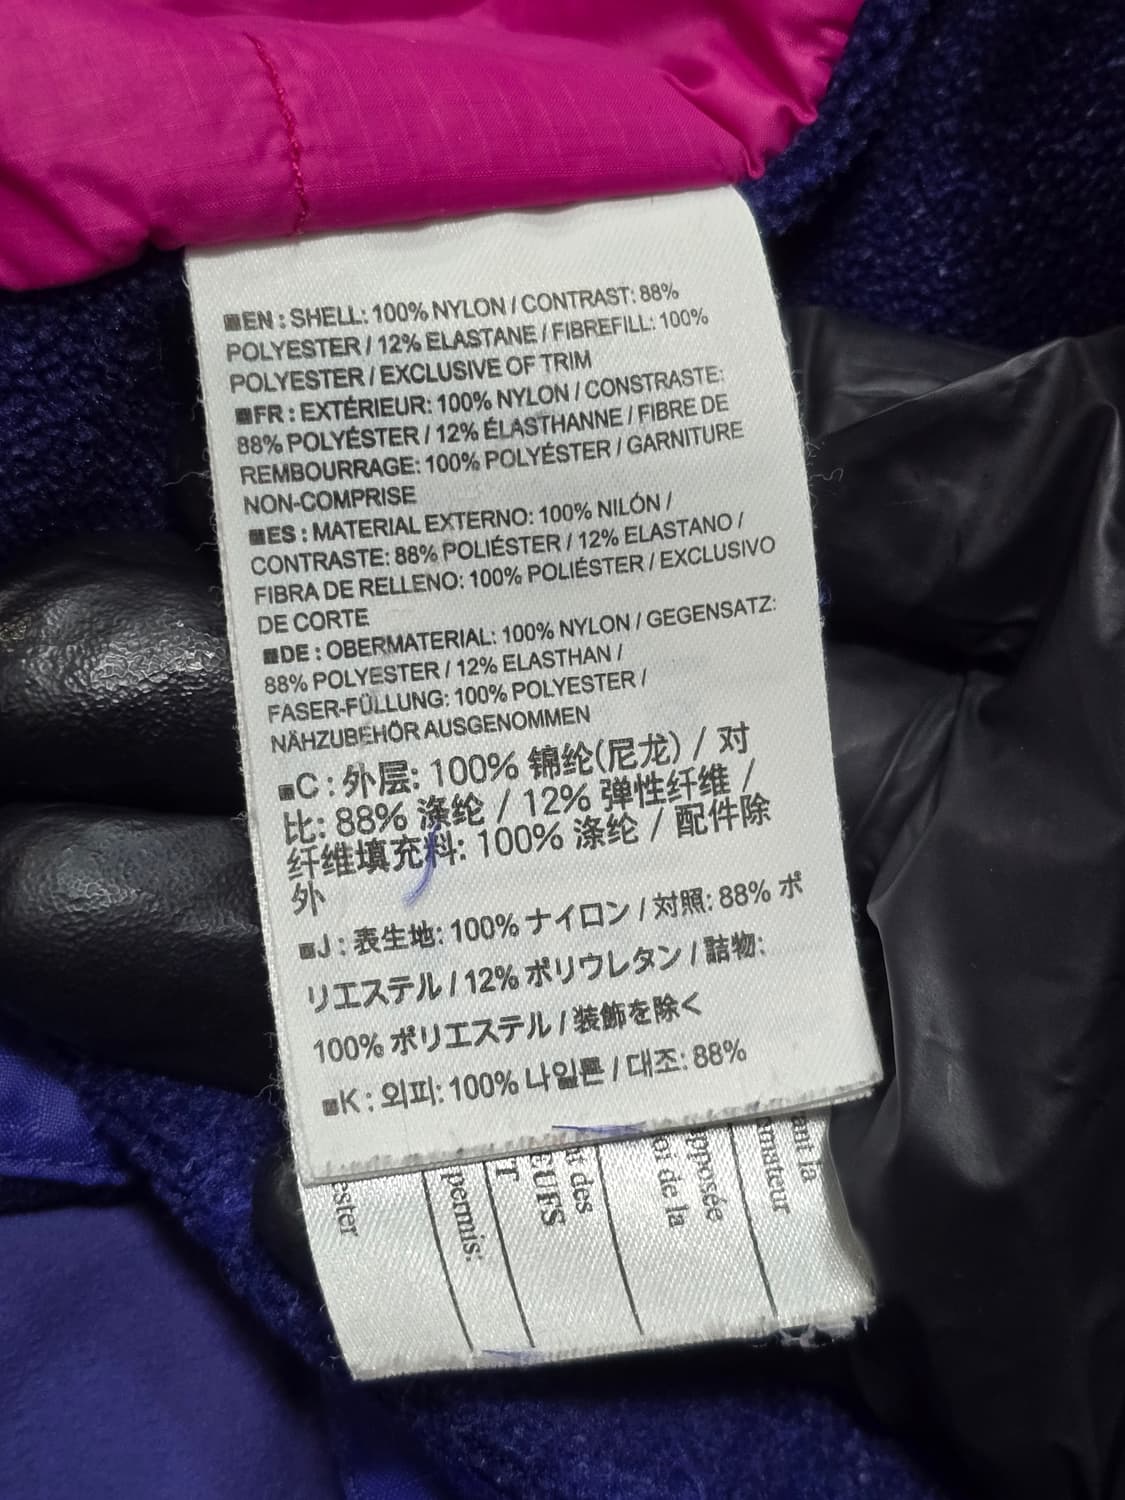 EN : SHELL: 100% NYLON / CONTRAST: 88%
POLYESTER / 12% ELASTANE / FIBREFILL: 100%
POLYESTER / EXCLUSIVE OF TRIM
FR : EXTÉRIEUR: 100% NYLON / CONSTRASTE:
88% POLYÉSTER / 12% ÉLASTHANNE / FIBRE DE
REMBOURRAGE: 100% POLYÉSTER / GARNITURE
NON-COMPRISE
ES : MATERIAL EXTERNO: 100% NILÓN /
CONTRASTE: 88% POLIÉSTER / 12% ELASTANO /
FIBRA DE RELLENO: 100% POLIÉSTER / EXCLUSIVO
DE CORTE
DE : OBERMATERIAL: 100% NYLON / GEGENSATZ:
88% POLYESTER / 12% ELASTHAN /
FASER-FÜLLUNG: 100% POLYESTER /
NÄHZUBEHÖR AUSGENOMMEN
C : 外层: 100% 锦纶(尼龙) / 对
比: 88% 涤纶 / 12% 弹性纤维 /
纤维填充料: 100% 涤纶 / 配件除
外
J : 表生地: 100% ナイロン / 対照: 88% ポ
リエステル / 12% ポリウレタン / 詰物:
100% ポリエステル / 装飾を除く
K : 외피: 100% 나일론 / 대조: 88%
permis:
des
oi de la